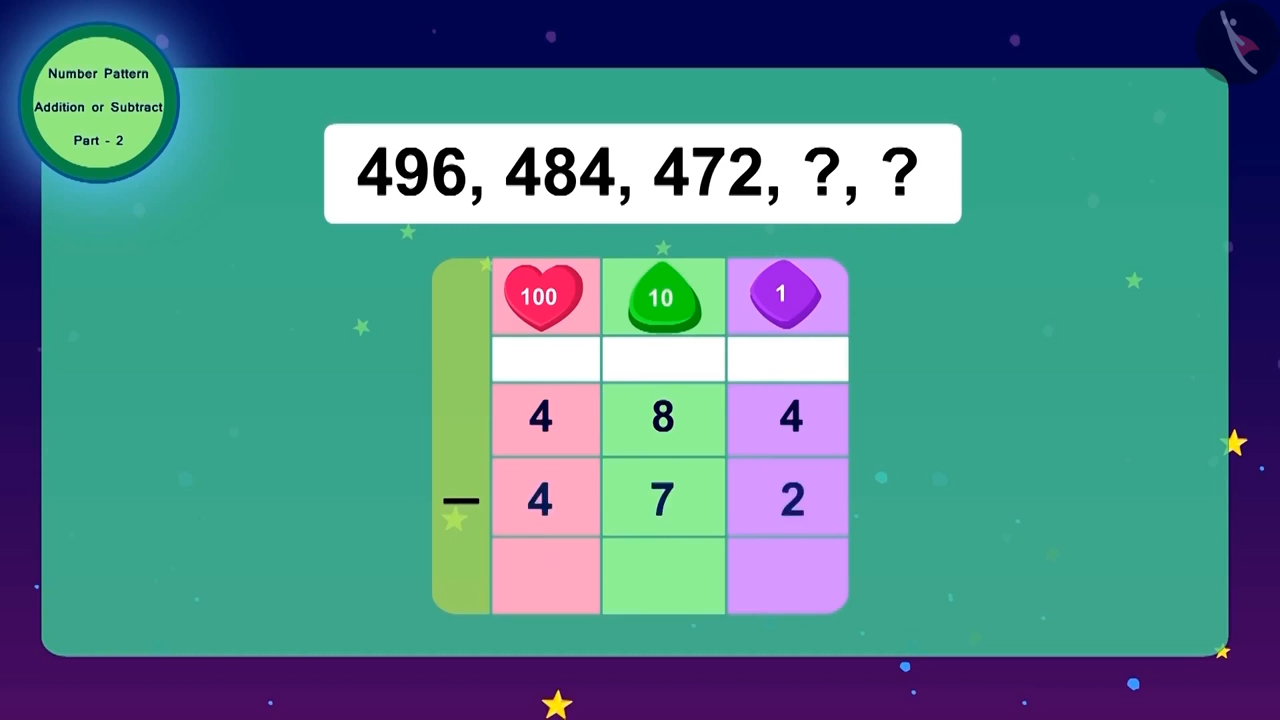 Number Pattern
Addition or Subtract
Part - 2
496, 484, 472, ?, ?
100 10 1
4 8 4
— 4 7 2